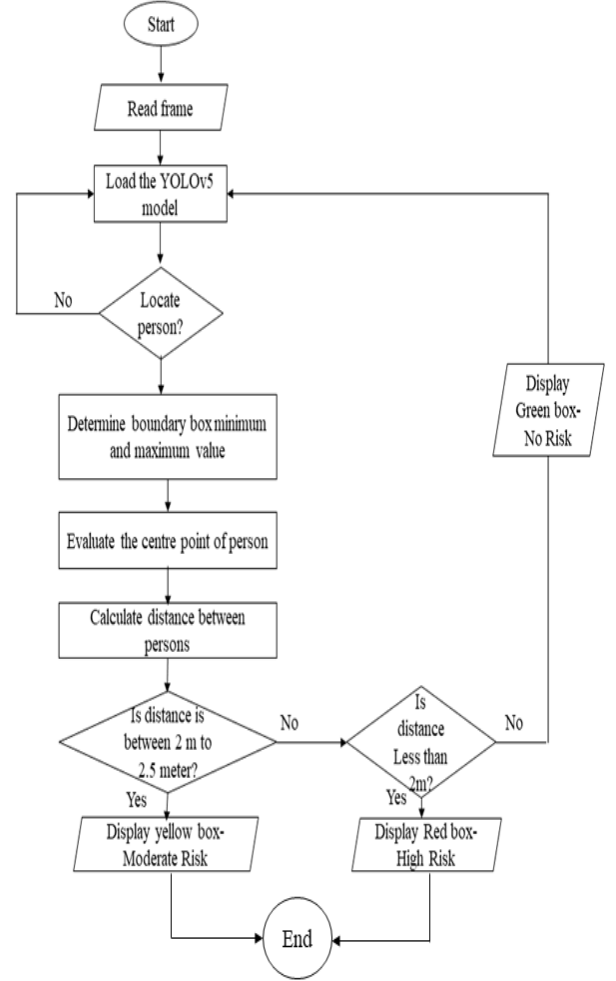 Start
Read frame
Load the YOLOv5
model
No
Locate
person?
Display
Green box-
No Risk
Determine boundary box minimum
and maximum value
Evaluate the centre point of person
Calculate distance between
persons
Is distance is
between 2 m to
2.5 meter?
No
Is
distance
Less than
2m?
No
Yes
Yes
Display yellow box-
Moderate Risk
Display Red box-
High Risk
End